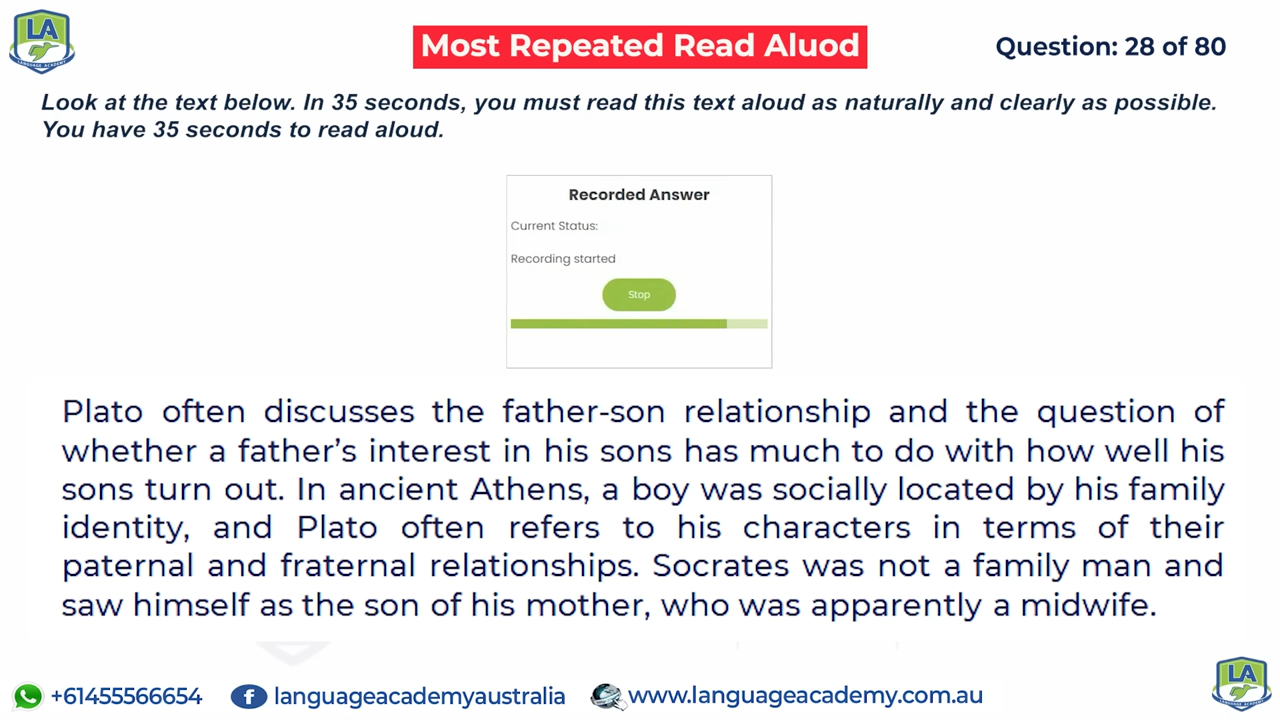 LA
LANGUAGE ACADEMY
Most Repeated Read Aluod
Question: 28 of 80
Look at the text below. In 35 seconds, you must read this text aloud as naturally and clearly as possible.
You have 35 seconds to read aloud.
Recorded Answer
Current Status:
Recording started
Stop
Plato often discusses the father-son relationship and the question of
whether a father's interest in his sons has much to do with how well his
sons turn out. In ancient Athens, a boy was socially located by his family
identity, and Plato often refers to his characters in terms of their
paternal and fraternal relationships. Socrates was not a family man and
saw himself as the son of his mother, who was apparently a midwife.
+61455566654
languageacademyaustralia
www.languageacademy.com.au
LA
LANGUAGE ACADEMY